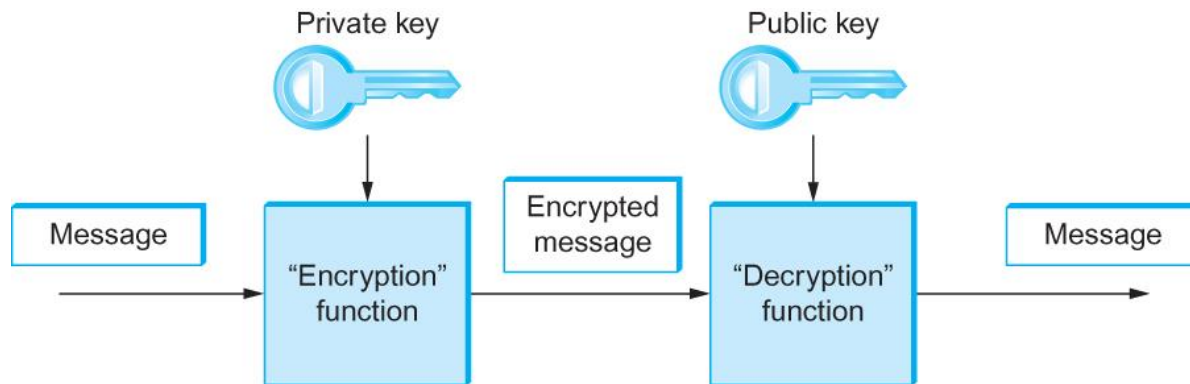 Private key
Public key
Message
“Encryption”
function
Encrypted
message
“Decryption”
function
Message